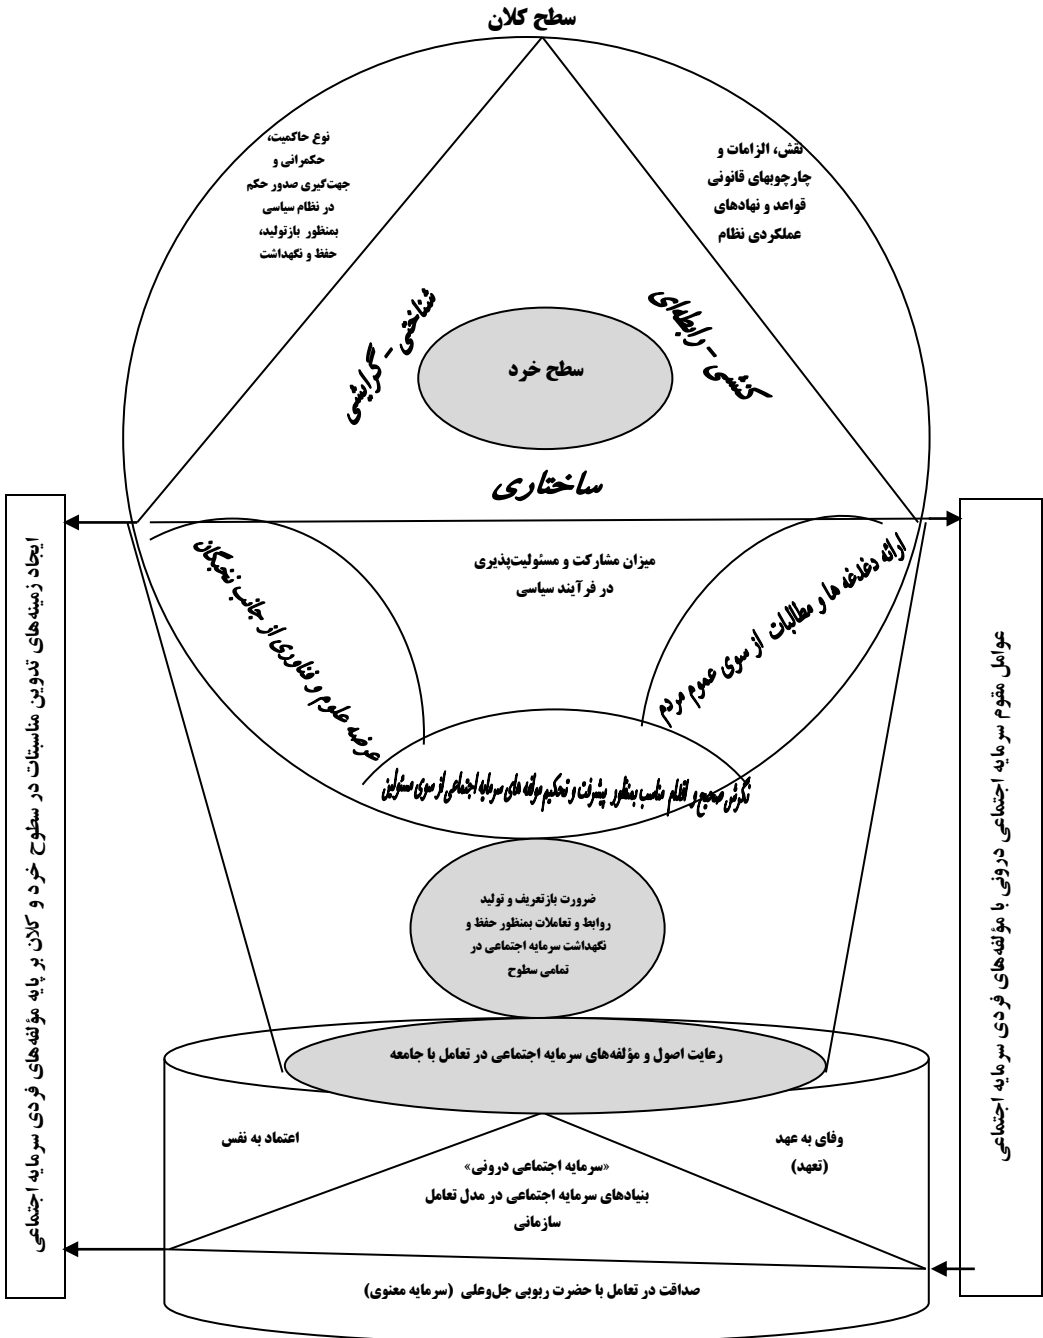 سطح کلان
نقش، الزامات و
چارچوبهای قانونی
قواعد و نهادهای
عملکردی نظام
نوع حاکمیت،
حکمرانی و
جهت‌گیری صدور حکم
در نظام سیاسی
بمنظور بازتولید،
حفظ و نگهداشت
کنشی - رابطه‌ای
شناختی - گرایشی
سطح خرد
ساختاری
میزان مشارکت و مسئولیت‌پذیری
در فرآیند سیاسی
ارائه دغدغه ها و مطالبات از سوی عموم مردم
عرضه علوم و فناوری از جانب نخبگان
نگرش صحیح و اقدام مناسب بمنظور پیشرفت و تحکیم مولفه های سرمایه اجتماعی از سوی مسئولین
ضرورت بازتعریف و تولید
روابط و تعاملات بمنظور حفظ و
نگهداشت سرمایه اجتماعی در
تمامی سطوح
رعایت اصول و مؤلفه‌های سرمایه اجتماعی در تعامل با جامعه
وفای به عهد
(تعهد)
اعتماد به نفس
«سرمایه اجتماعی درونی»
بنیادهای سرمایه اجتماعی در مدل تعامل
سازمانی
صداقت در تعامل با حضرت ربوبی جل‌وعلی (سرمایه معنوی)
عوامل مقوم سرمایه اجتماعی درونی با مؤلفه‌های فردی سرمایه اجتماعی
ایجاد زمینه‌های تدوین مناسبتات در سطوح خرد و کلان بر پایه مؤلفه‌های فردی سرمایه اجتماعی